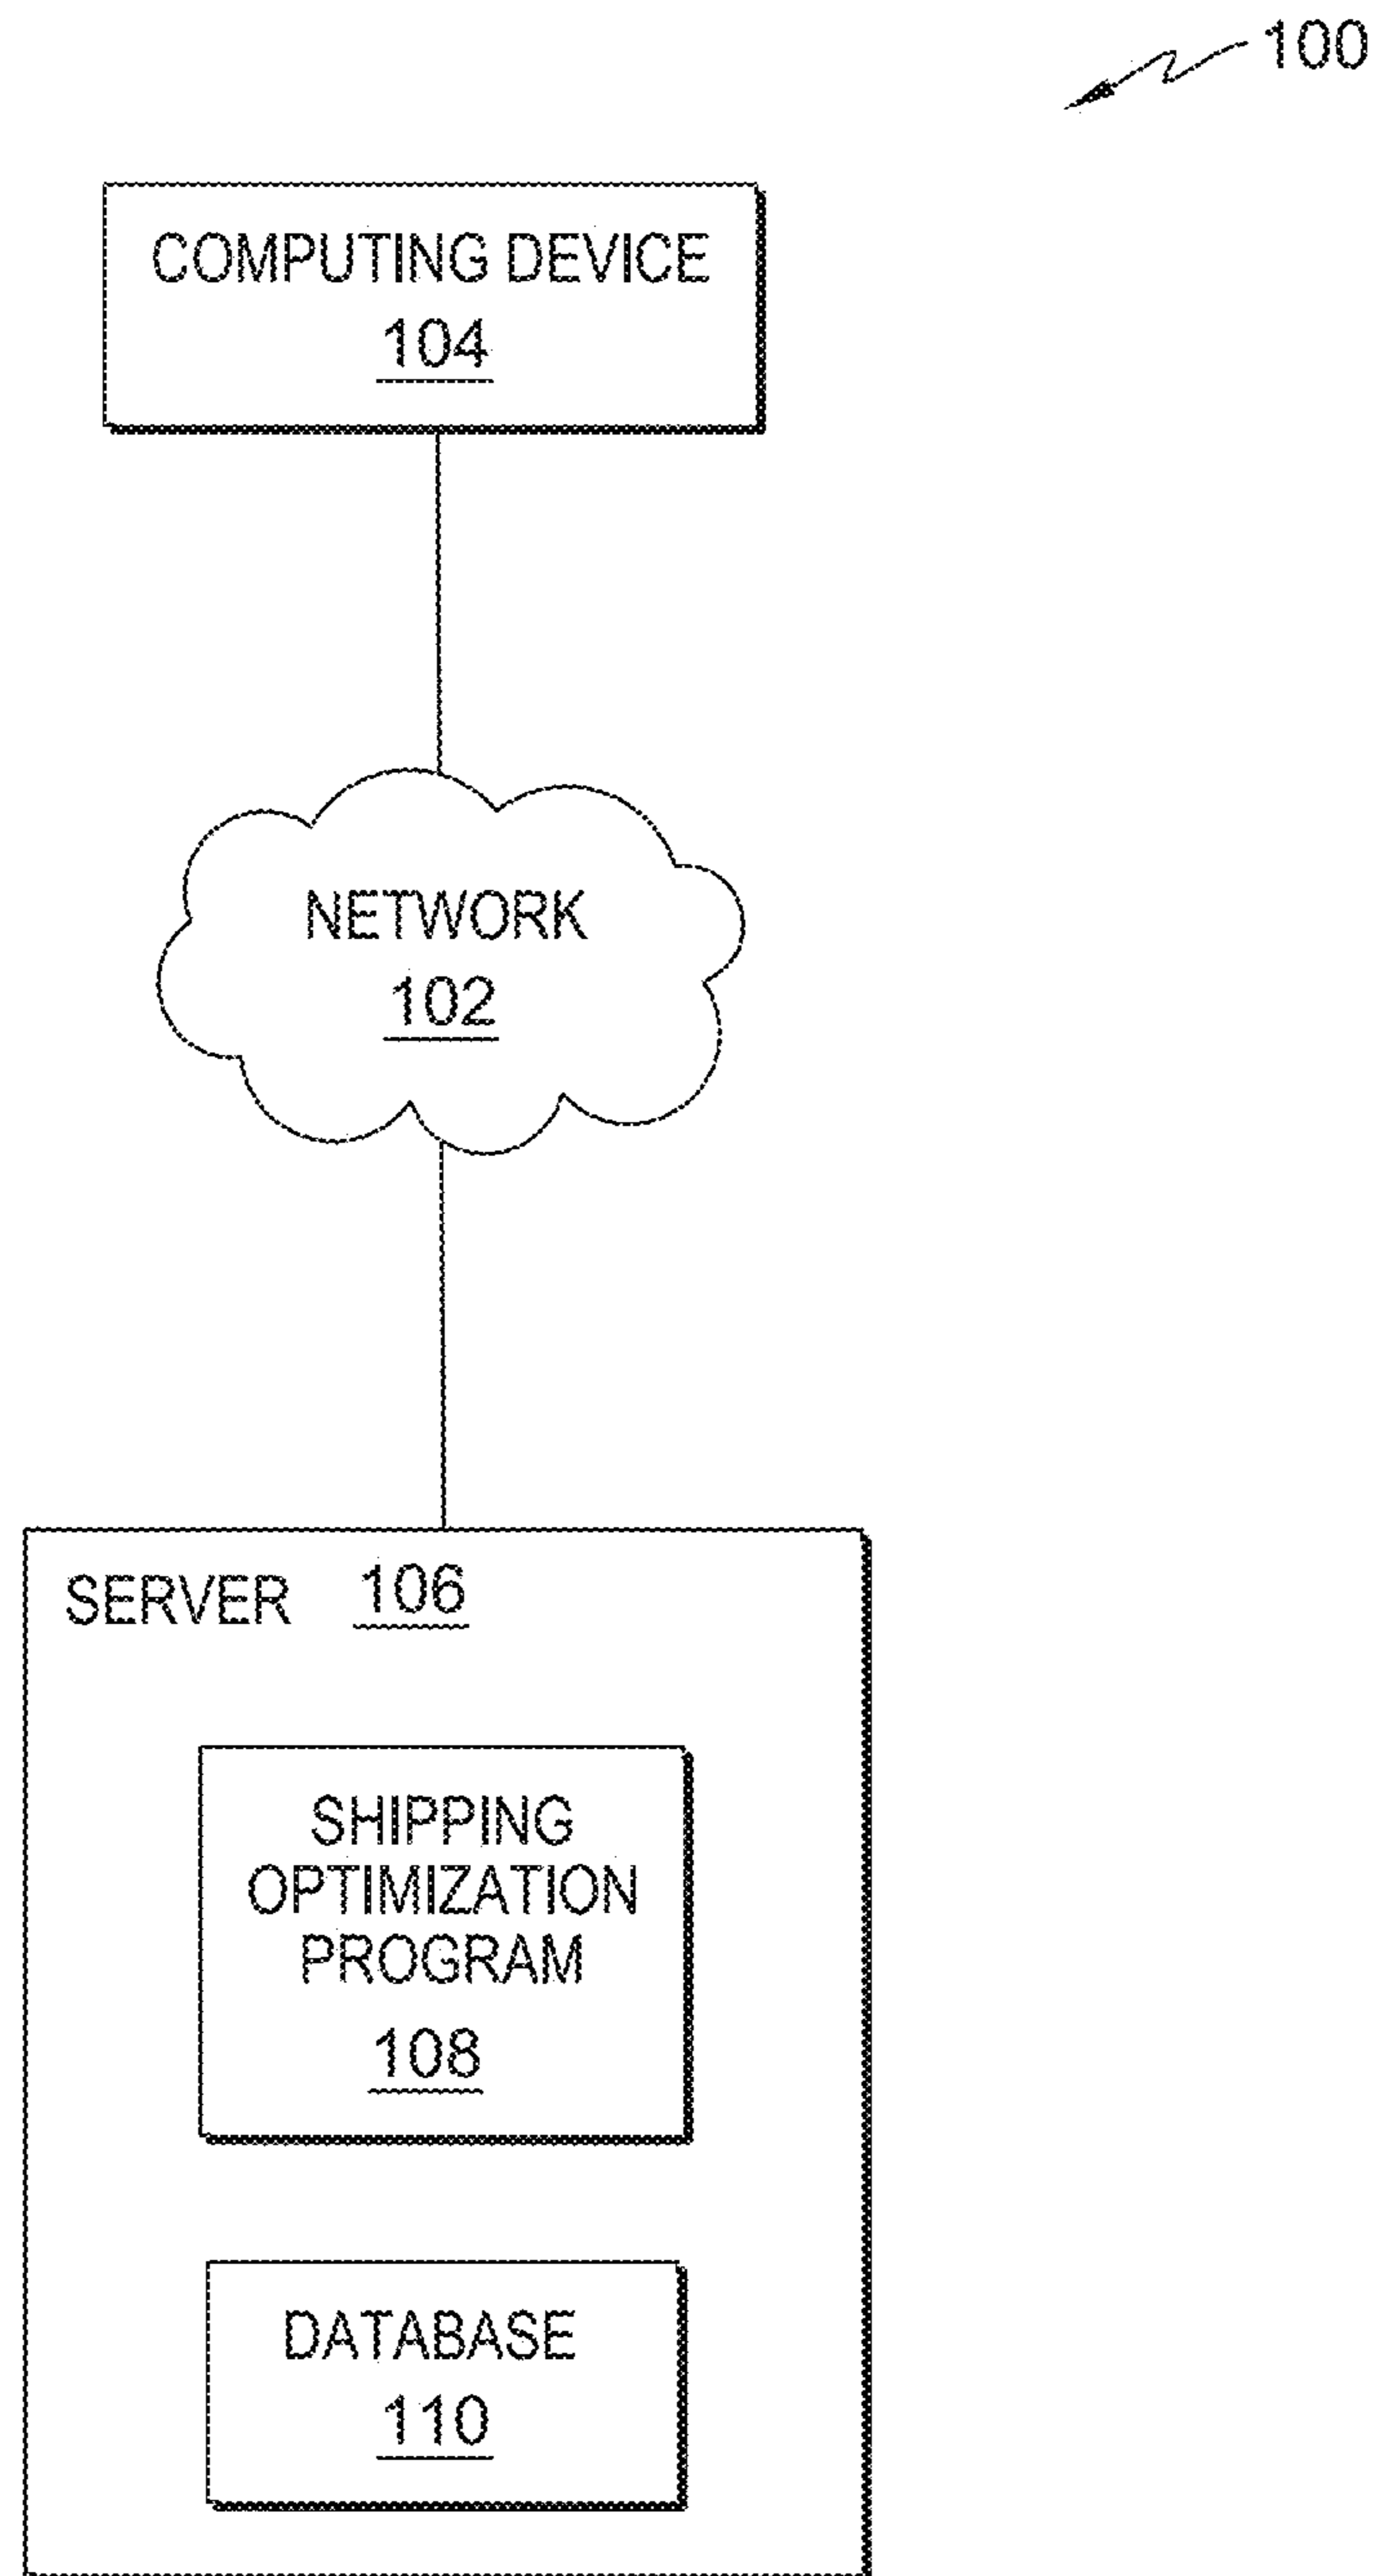 100
COMPUTING DEVICE
104
NETWORK
102
SERVER 106
SHIPPING
OPTIMIZATION
PROGRAM
108
DATABASE
110